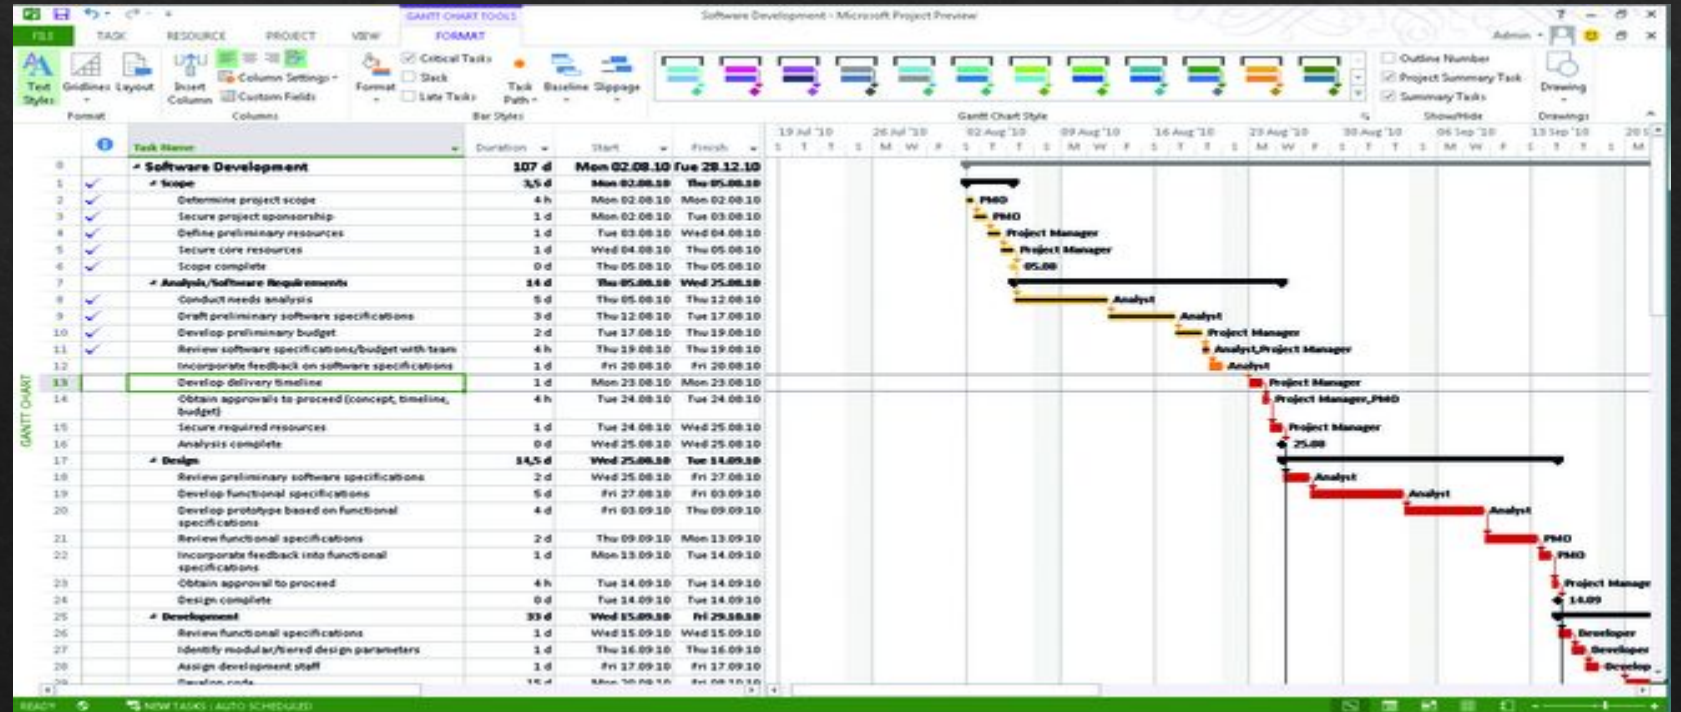 GANTT CHART TOOLS
Software Development - Microsoft Project Preview
FILE TASK RESOURCE PROJECT VIEW FORMAT
Admin
Text Styles
Gridlines
Layout
Insert Column
Column Settings
Custom Fields
Format
Critical Tasks
Slack
Late Tasks
Task Path
Baseline
Slippage
Outline Number
Project Summary Task
Summary Tasks
Drawing
Format Columns Bar Styles Gantt Chart Style Show/Hide Drawings
19 Jul '10 26 Jul '10 02 Aug '10 09 Aug '10 16 Aug '10 23 Aug '10 30 Aug '10 06 Sep '10 13 Sep '10
Task Name Duration Start Finish
0 Software Development 107 d Mon 02.08.10 Tue 28.12.10
1 Scope 3,5 d Mon 02.08.10 Thu 05.08.10
2 Determine project scope 4 h Mon 02.08.10 Mon 02.08.10 PMO
3 Secure project sponsorship 1 d Mon 02.08.10 Tue 03.08.10 PMO
4 Define preliminary resources 1 d Tue 03.08.10 Wed 04.08.10 Project Manager
5 Secure core resources 1 d Wed 04.08.10 Thu 05.08.10 Project Manager
6 Scope complete 0 d Thu 05.08.10 Thu 05.08.10 05.08
7 Analysis/Software Requirements 14 d Thu 05.08.10 Wed 25.08.10
8 Conduct needs analysis 5 d Thu 05.08.10 Thu 12.08.10 Analyst
9 Draft preliminary software specifications 3 d Thu 12.08.10 Tue 17.08.10 Analyst
10 Develop preliminary budget 2 d Tue 17.08.10 Thu 19.08.10 Project Manager
11 Review software specifications/budget with team 4 h Thu 19.08.10 Thu 19.08.10 Analyst,Project Manager
12 Incorporate feedback on software specifications 1 d Fri 20.08.10 Fri 20.08.10 Analyst
13 Develop delivery timeline 1 d Mon 23.08.10 Mon 23.08.10 Project Manager
14 Obtain approvals to proceed (concept, timeline, 4 h Tue 24.08.10 Tue 24.08.10 Project Manager,PMO
budget)
15 Secure required resources 1 d Tue 24.08.10 Wed 25.08.10 Project Manager
16 Analysis complete 0 d Wed 25.08.10 Wed 25.08.10 25.08
17 Design 14,5 d Wed 25.08.10 Tue 14.09.10
18 Review preliminary software specifications 2 d Wed 25.08.10 Fri 27.08.10 Analyst
19 Develop functional specifications 5 d Fri 27.08.10 Fri 03.09.10 Analyst
20 Develop prototype based on functional 4 d Fri 03.09.10 Thu 09.09.10 Analyst
specifications
21 Review functional specifications 2 d Thu 09.09.10 Mon 13.09.10 PMO
22 Incorporate feedback into functional 1 d Mon 13.09.10 Tue 14.09.10 PMO
specifications
23 Obtain approval to proceed 4 h Tue 14.09.10 Tue 14.09.10 Project Manage
24 Design complete 0 d Tue 14.09.10 Tue 14.09.10 14.09
25 Development 33 d Wed 15.09.10 Fri 29.10.10
26 Review functional specifications 1 d Wed 15.09.10 Wed 15.09.10 Developer
27 Identify modular/tiered design parameters 1 d Thu 16.09.10 Thu 16.09.10 Developer
28 Assign development staff 1 d Fri 17.09.10 Fri 17.09.10 Develop
29 Develop code 15 d Mon 20.09.10 Fri 08.10.10
GANTT CHART
READY NEW TASKS : AUTO SCHEDULED